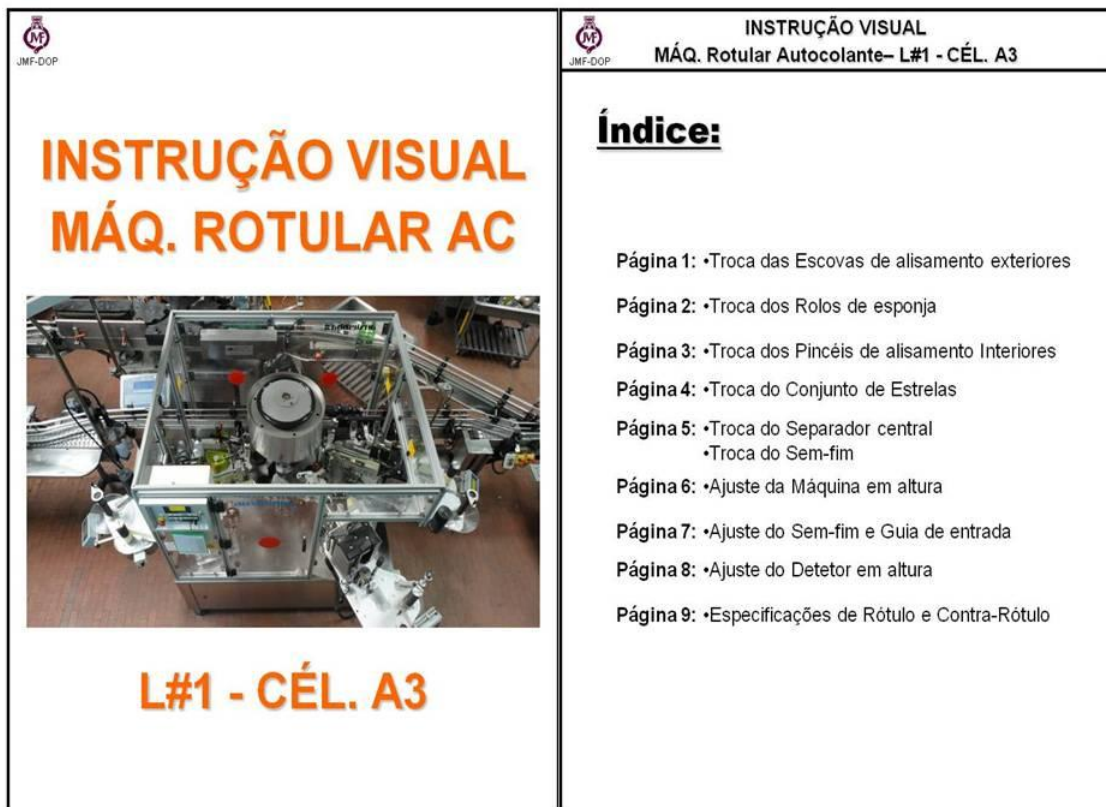 JMF-DOP
INSTRUÇÃO VISUAL
MÁQ. ROTULAR AC
L#1 - CÉL. A3
JMF-DOP
INSTRUÇÃO VISUAL
MÁQ. Rotular Autocolante– L#1 - CÉL. A3
Índice:
Página 1: •Troca das Escovas de alisamento exteriores
Página 2: •Troca dos Rolos de esponja
Página 3: •Troca dos Pincéis de alisamento Interiores
Página 4: •Troca do Conjunto de Estrelas
Página 5: •Troca do Separador central
•Troca do Sem-fim
Página 6: •Ajuste da Máquina em altura
Página 7: •Ajuste do Sem-fim e Guia de entrada
Página 8: •Ajuste do Detetor em altura
Página 9: •Especificações de Rótulo e Contra-Rótulo